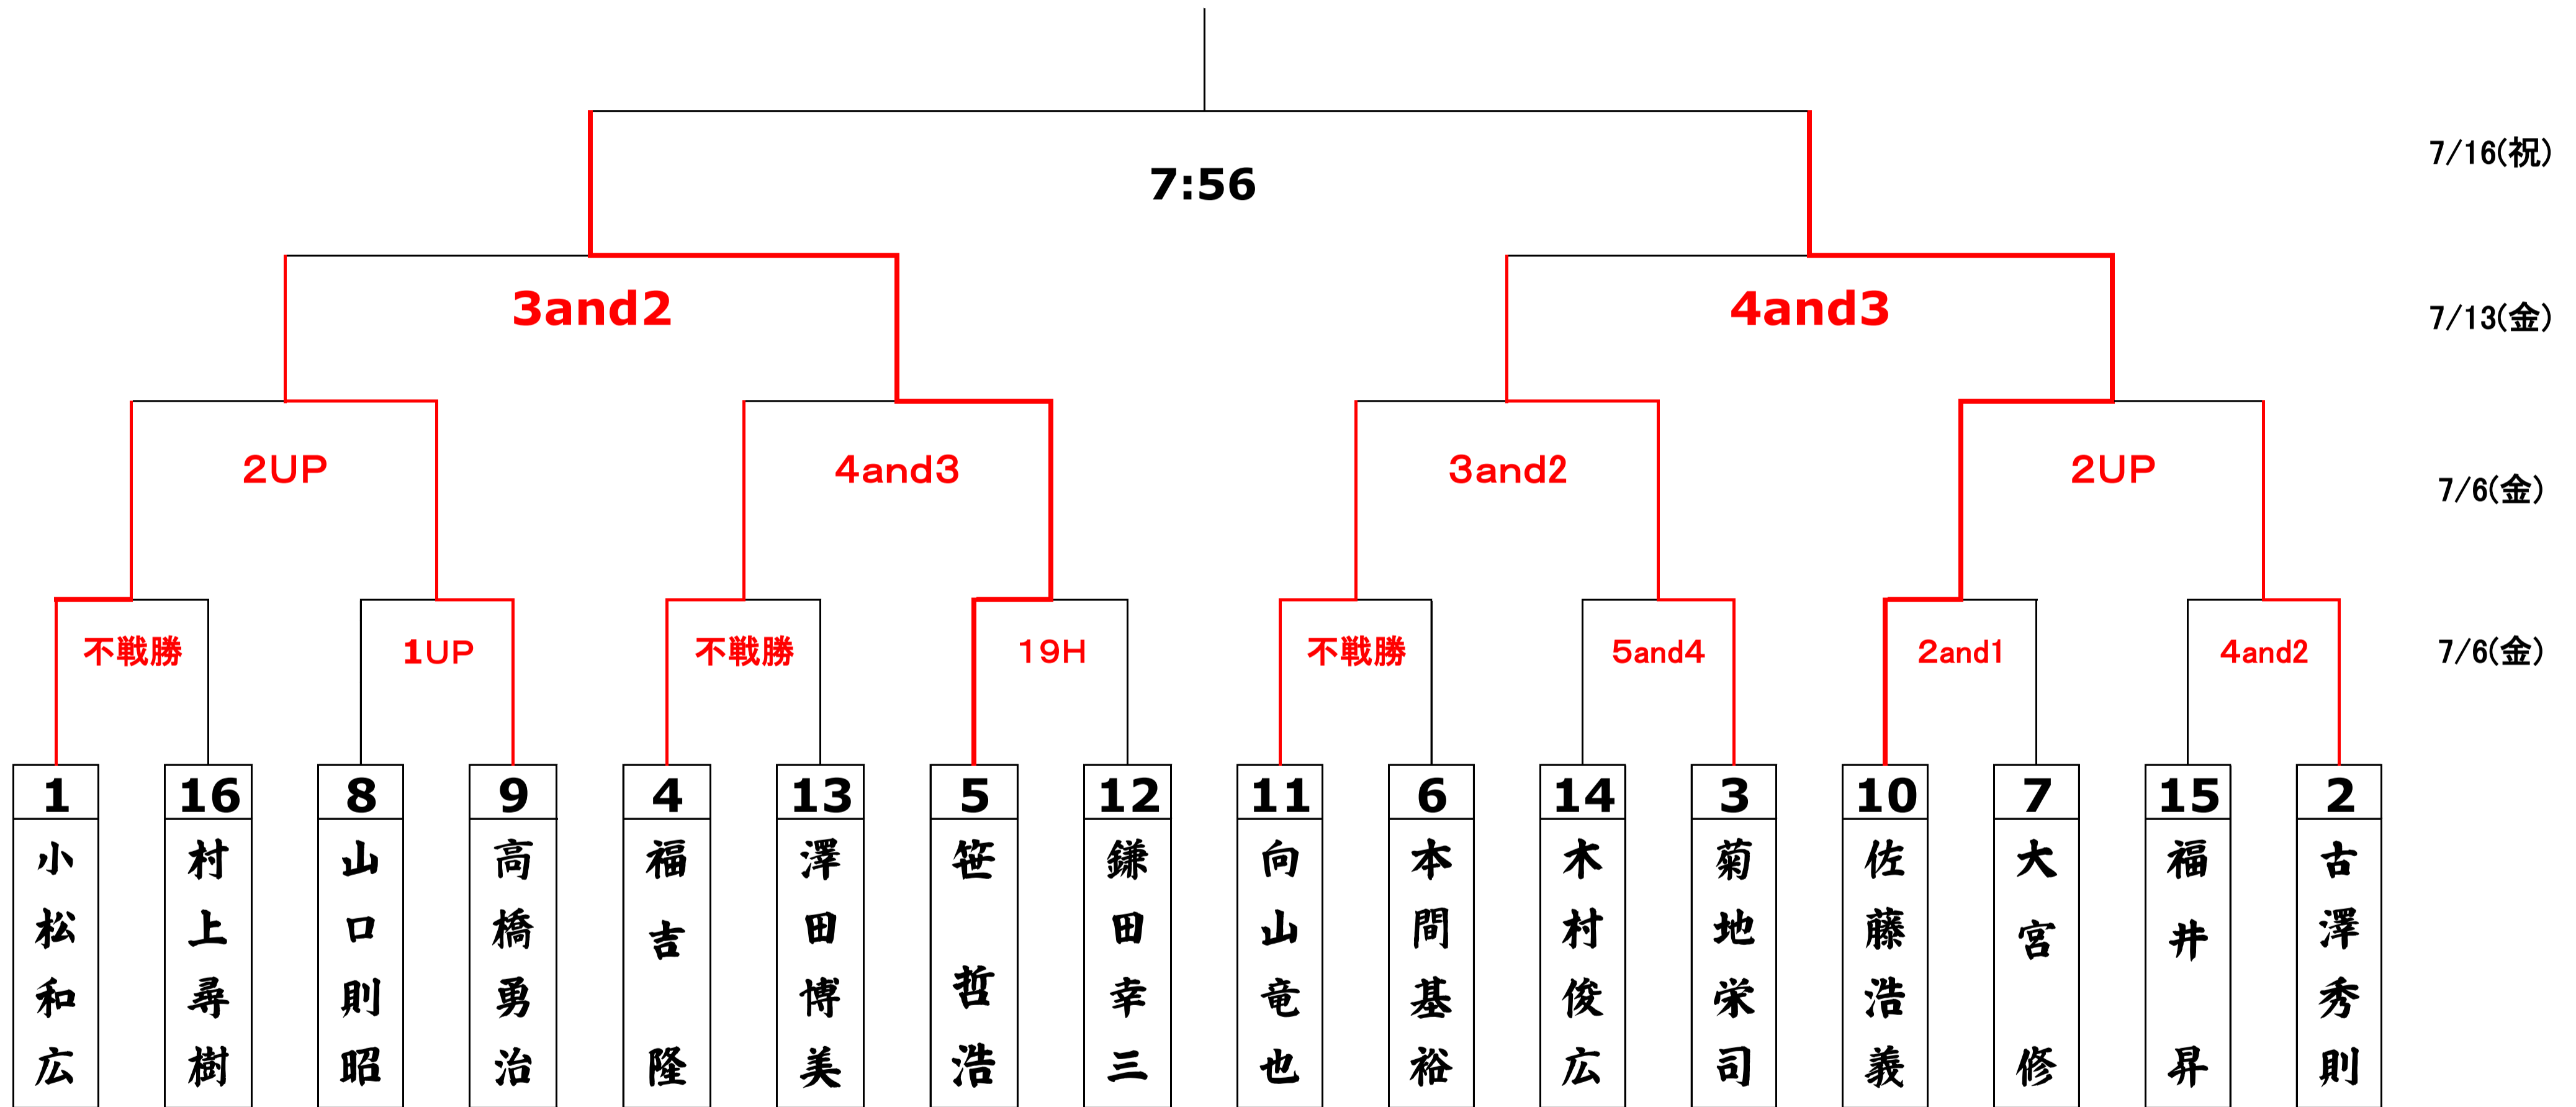 7/16(祝)
7:56
3and2
4and3
7/13(金)
2UP
4and3
3and2
2UP
7/6(金)
不戦勝
1UP
不戦勝
19H
不戦勝
5and4
2and1
4and2
7/6(金)
1
16
8
9
4
13
5
12
11
6
14
3
10
7
15
2
小松和広
村上尋樹
山口則昭
高橋勇治
福吉隆
澤田博美
笹哲浩
鎌田幸三
向山竜也
本間基裕
木村俊広
菊地栄司
佐藤浩義
大宮修
福井昇
古澤秀則